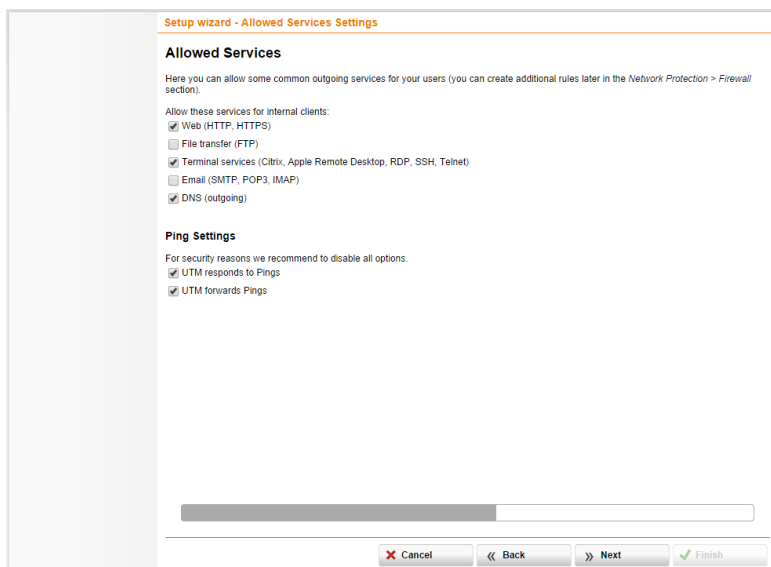 Setup wizard - Allowed Services Settings
Allowed Services
Here you can allow some common outgoing services for your users (you can create additional rules later in the Network Protection > Firewall
section).
Allow these services for internal clients:
Web (HTTP, HTTPS)
File transfer (FTP)
Terminal services (Citrix, Apple Remote Desktop, RDP, SSH, Telnet)
Email (SMTP, POP3, IMAP)
DNS (outgoing)
Ping Settings
For security reasons we recommend to disable all options.
UTM responds to Pings
UTM forwards Pings
Cancel
Back
Next
Finish